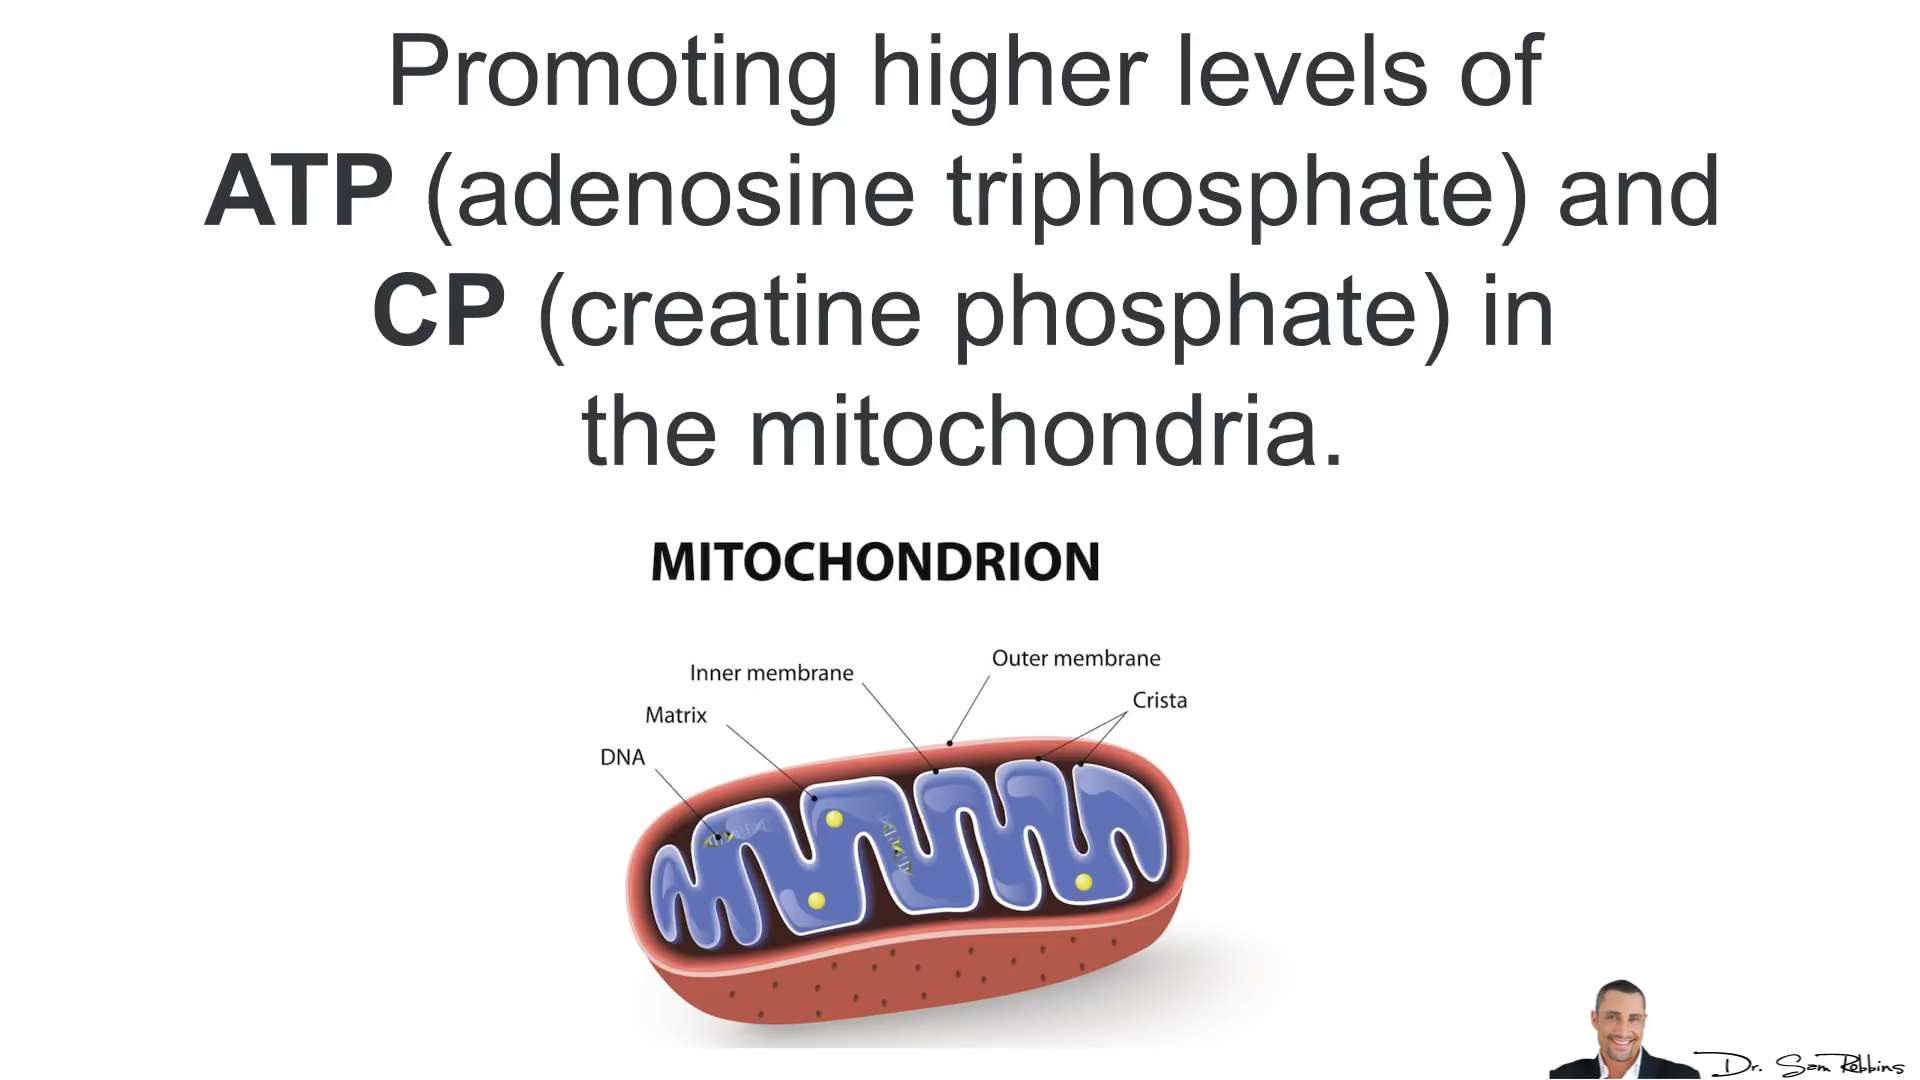 Promoting higher levels of
ATP (adenosine triphosphate) and
CP (creatine phosphate) in
the mitochondria.
MITOCHONDRION
Outer membrane
Inner membrane
Crista
Matrix
DNA
Dr. Sam Robbins